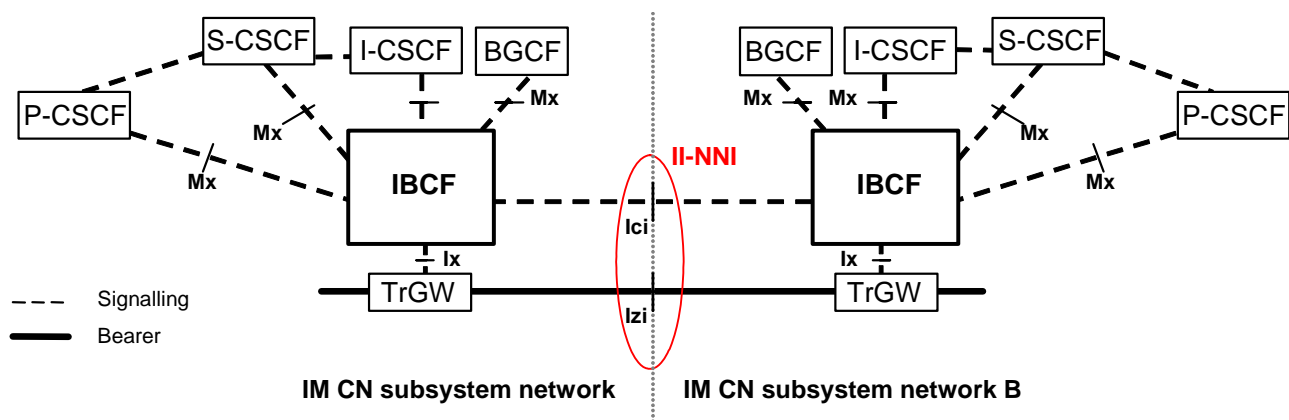 S-CSCF
I-CSCF
BGCF
BGCF
I-CSCF
S-CSCF
P-CSCF
P-CSCF
Mx
Mx
Mx
Mx
Mx
Mx
Mx
Mx
II-NNI
IBCF
IBCF
Ici
Ix
Ix
TrGW
TrGW
Izi
Signalling
Bearer
IM CN subsystem network
IM CN subsystem network B